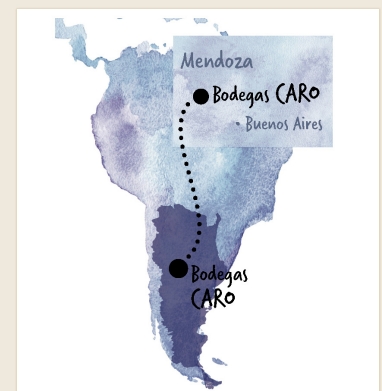 Mendoza
Bodegas CARO
Buenos Aires
Bodegas
CARO